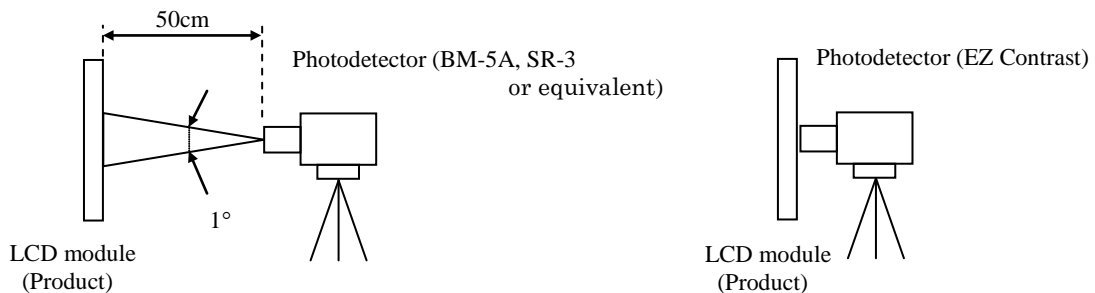 50cm
Photodetector (BM-5A, SR-3
or equivalent)
1°
LCD module
(Product)
Photodetector (EZ Contrast)
LCD module
(Product)